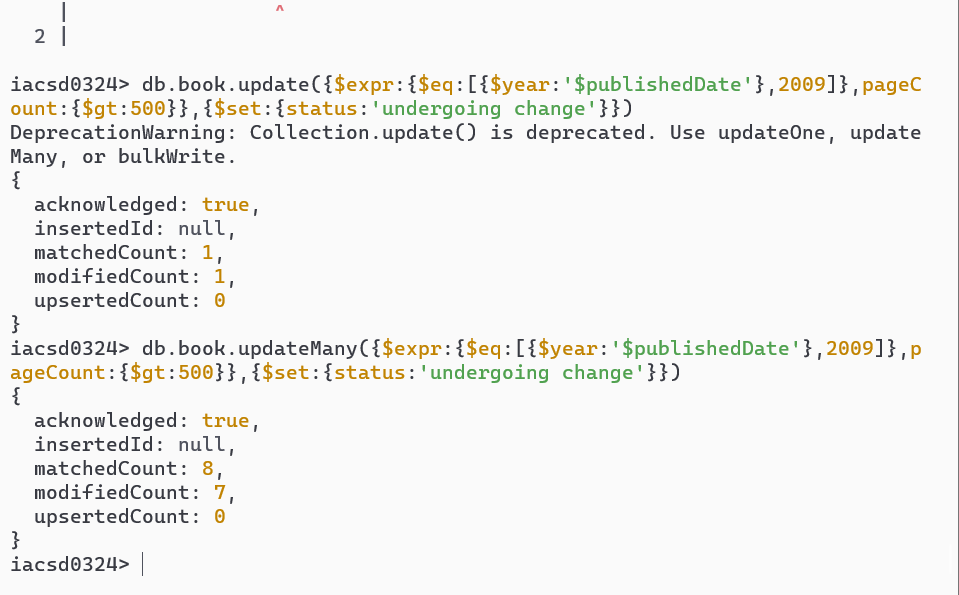 |                 ^
2 |
iacsd0324> db.book.update({$expr:{$eq:[{$year:'$publishedDate'},2009]},pageC
ount:{$gt:500}},{$set:{status:'undergoing change'}})
DeprecationWarning: Collection.update() is deprecated. Use updateOne, update
Many, or bulkWrite.
{
  acknowledged: true,
  insertedId: null,
  matchedCount: 1,
  modifiedCount: 1,
  upsertedCount: 0
}
iacsd0324> db.book.updateMany({$expr:{$eq:[{$year:'$publishedDate'},2009]},p
ageCount:{$gt:500}},{$set:{status:'undergoing change'}})
{
  acknowledged: true,
  insertedId: null,
  matchedCount: 8,
  modifiedCount: 7,
  upsertedCount: 0
}
iacsd0324>